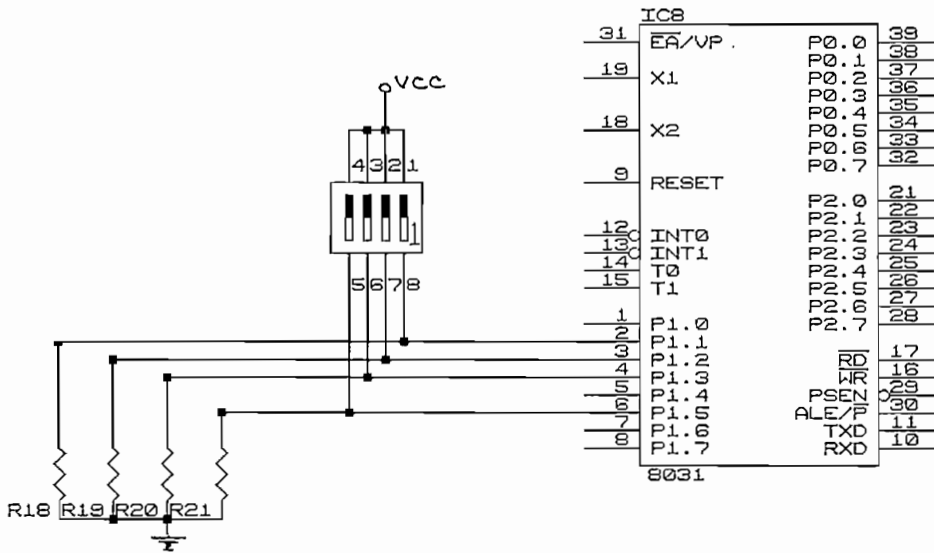 IC8
31 EA/VP
19 X1
18 X2
9 RESET
12 INT0
13 INT1
14 T0
15 T1
1 P1.0
2 P1.1
3 P1.2
4 P1.3
5 P1.4
6 P1.5
7 P1.6
8 P1.7
P0.0 39
P0.1 38
P0.2 37
P0.3 36
P0.4 35
P0.5 34
P0.6 33
P0.7 32
P2.0 21
P2.1 22
P2.2 23
P2.3 24
P2.4 25
P2.5 26
P2.6 27
P2.7 28
RD 17
WR 16
PSEN 29
ALE/P 30
TXD 11
RXD 10
8031
VCC
4 3 2 1
1
5 6 7 8
R18 R19 R20 R21